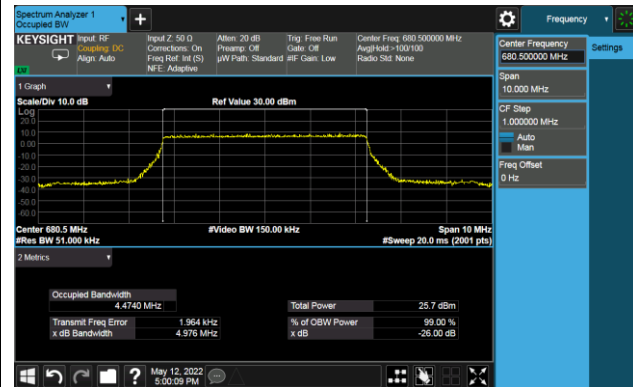 Spectrum Analyzer 1
Occupied BW
Frequency
KEYSIGHT
Input: RF
Coupling: DC
Align: Auto
Input Z: 50 Ω
Corrections: On
Freq Ref: Int (S)
NFE: Adaptive
Atten: 20 dB
Preamp: Off
µW Path: Standard
Trig: Free Run
Gate: Off
#IF Gain: Low
Center Freq: 680.500000 MHz
Avg|Hold:>100/100
Radio Std: None
Center Frequency
680.500000 MHz
Settings
Span
10.000 MHz
CF Step
1.000000 MHz
Auto
Man
Freq Offset
0 Hz
1 Graph
Scale/Div 10.0 dB
Ref Value 30.00 dBm
Log
20.0
10.0
0.00
-10.0
-20.0
-30.0
-40.0
-50.0
-60.0
Center 680.5 MHz
#Video BW 150.00 kHz
Span 10 MHz
#Res BW 51.000 kHz
#Sweep 20.0 ms (2001 pts)
2 Metrics
Occupied Bandwidth
4.4740 MHz
Total Power
25.7 dBm
Transmit Freq Error
1.964 kHz
% of OBW Power
99.00 %
x dB Bandwidth
4.976 MHz
x dB
-26.00 dB
?
May 12, 2022
5:00:09 PM